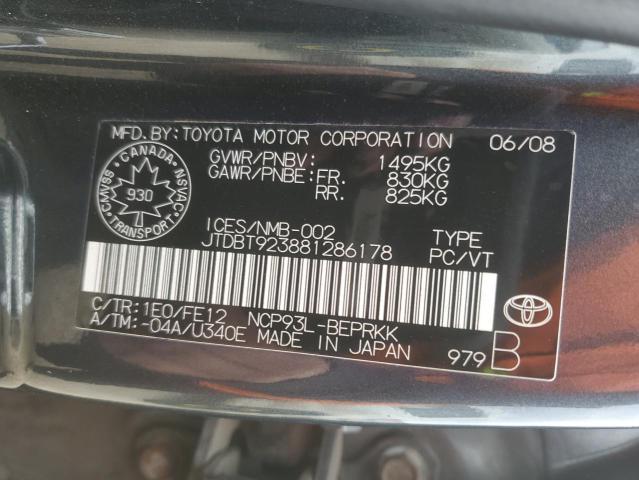 MFD.BY: TOYOTA MOTOR CORPORATION 06/08
GVWR/PNBV: 1495KG
GAWR/PNBE: FR. 830KG
RR. 825KG
CANADA
CMVSS 930 NSVAC
TRANSPORT
ICES/NMB-002
JTDBT923881286178
TYPE
PC/VT
C/TR: 1E0/FE12 NCP93L-BEPRKK
A/TM: -04A/U340E MADE IN JAPAN 979 B